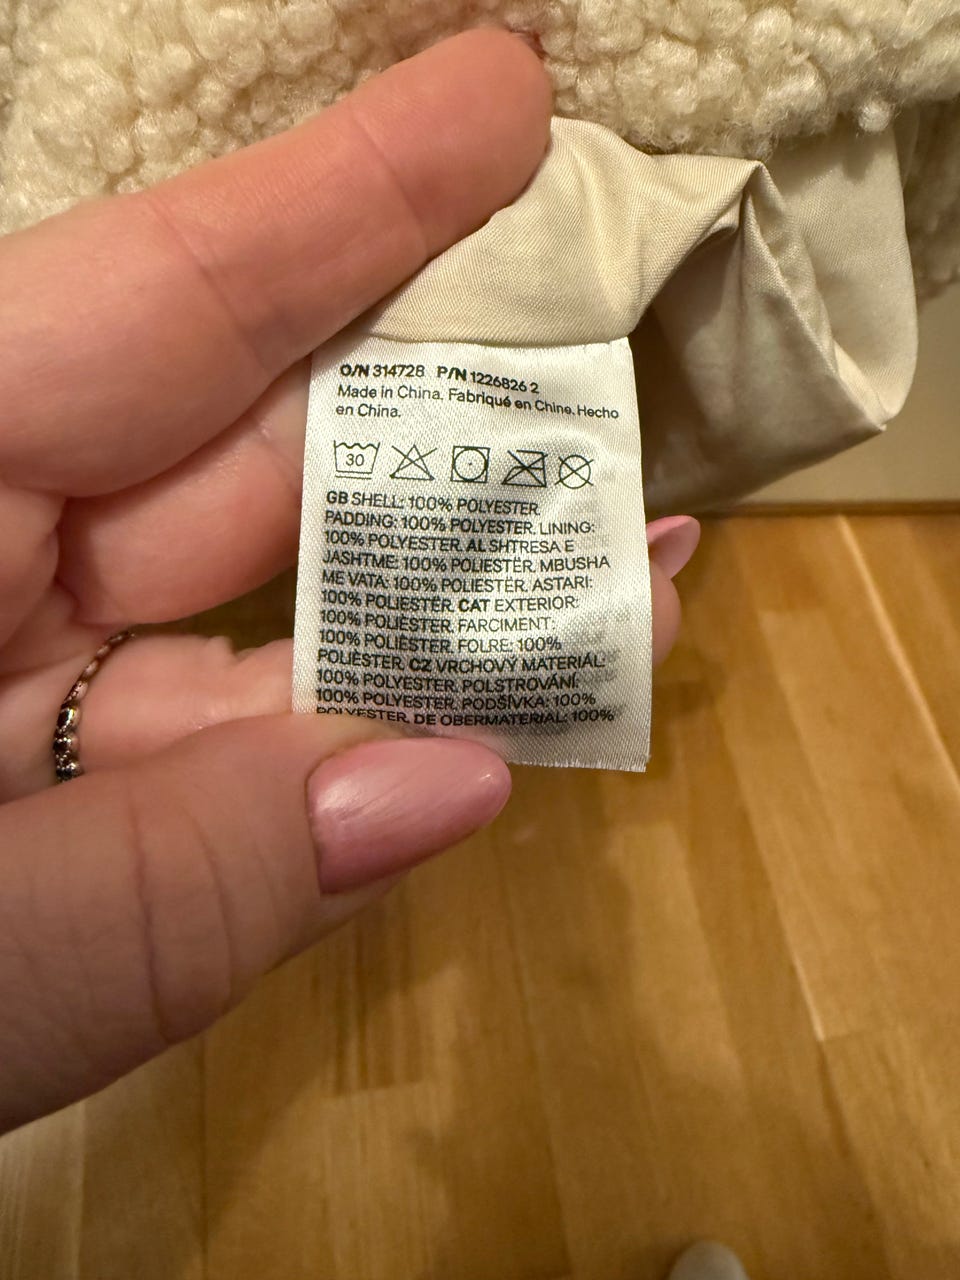 O/N 314728 P/N 1226826 2
Made in China. Fabriqué en Chine. Hecho
en China.
30
GB SHELL: 100% POLYESTER.
PADDING: 100% POLYESTER. LINING:
100% POLYESTER. AL SHTRESA E
JASHTME: 100% POLIESTËR. MBUSHA
ME VATA: 100% POLIESTËR. ASTARI:
100% POLIESTËR. CAT EXTERIOR:
100% POLIÈSTER. FARCIMENT:
100% POLIÈSTER. FOLRE: 100%
POLIÈSTER. CZ VRCHOVÝ MATERIÁL:
100% POLYESTER. POLSTROVÁNÍ:
100% POLYESTER. PODŠÍVKA: 100%
POLYESTER. DE OBERMATERIAL: 100%